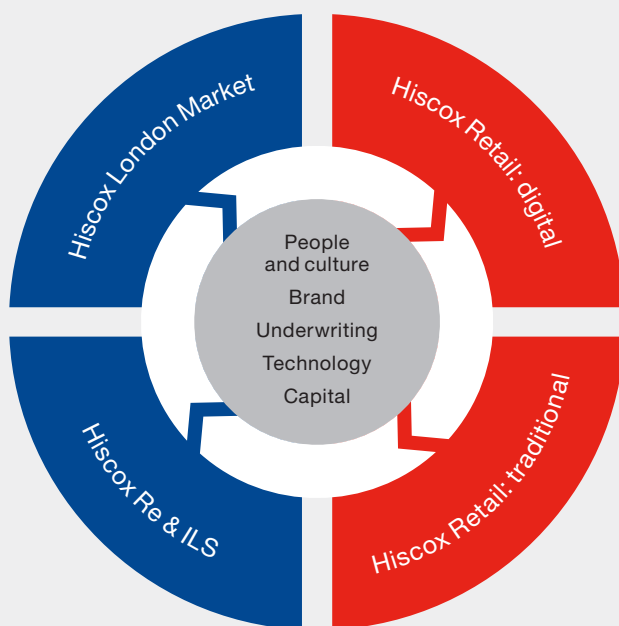 Hiscox London Market
Hiscox Retail: digital
People
and culture
Brand
Underwriting
Technology
Capital
Hiscox Re & ILS
Hiscox Retail: traditional